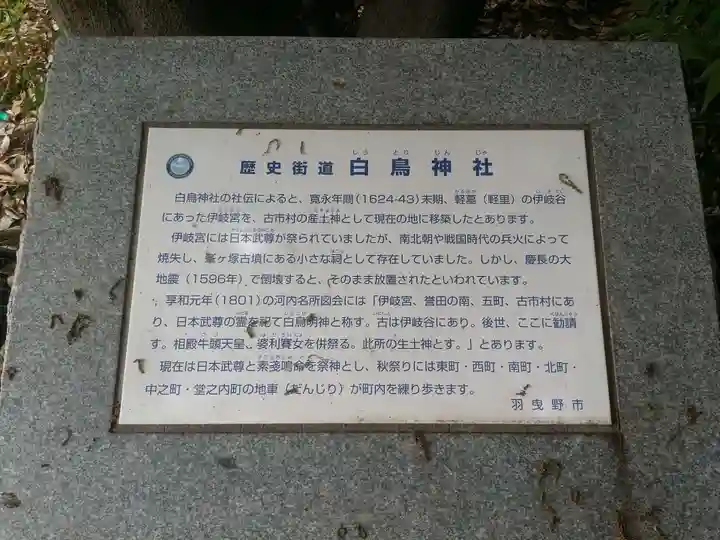 歴史街道 白鳥神社
しらとりじんじゃ
白鳥神社の社伝によると、寛永年間(1624-43)末期、軽墓(軽里)の伊岐谷
にあった伊岐宮を、古市村の産土神として現在の地に移築したとあります。
伊岐宮には日本武尊が祭られていましたが、南北朝や戦国時代の兵火によって
焼失し、峯ヶ塚古墳にある小さな祠として存在していました。しかし、慶長の大
地震(1596年)で倒壊すると、そのまま放置されたといわれています。
享和元年(1801)の河内名所図会には「伊岐宮、誉田の南、五町、古市村にあ
り、日本武尊の霊を祀て白鳥明神と称す。古は伊岐谷にあり。後世、ここに勧請
す。相殿牛頭天皇、婆利賽女を併祭る。此所の生土神とす。」とあります。
現在は日本武尊と素戔嗚命を祭神とし、秋祭りには東町・西町・南町・北町・
中之町・堂之内町の地車(だんじり)が町内を練り歩きます。
羽曳野市